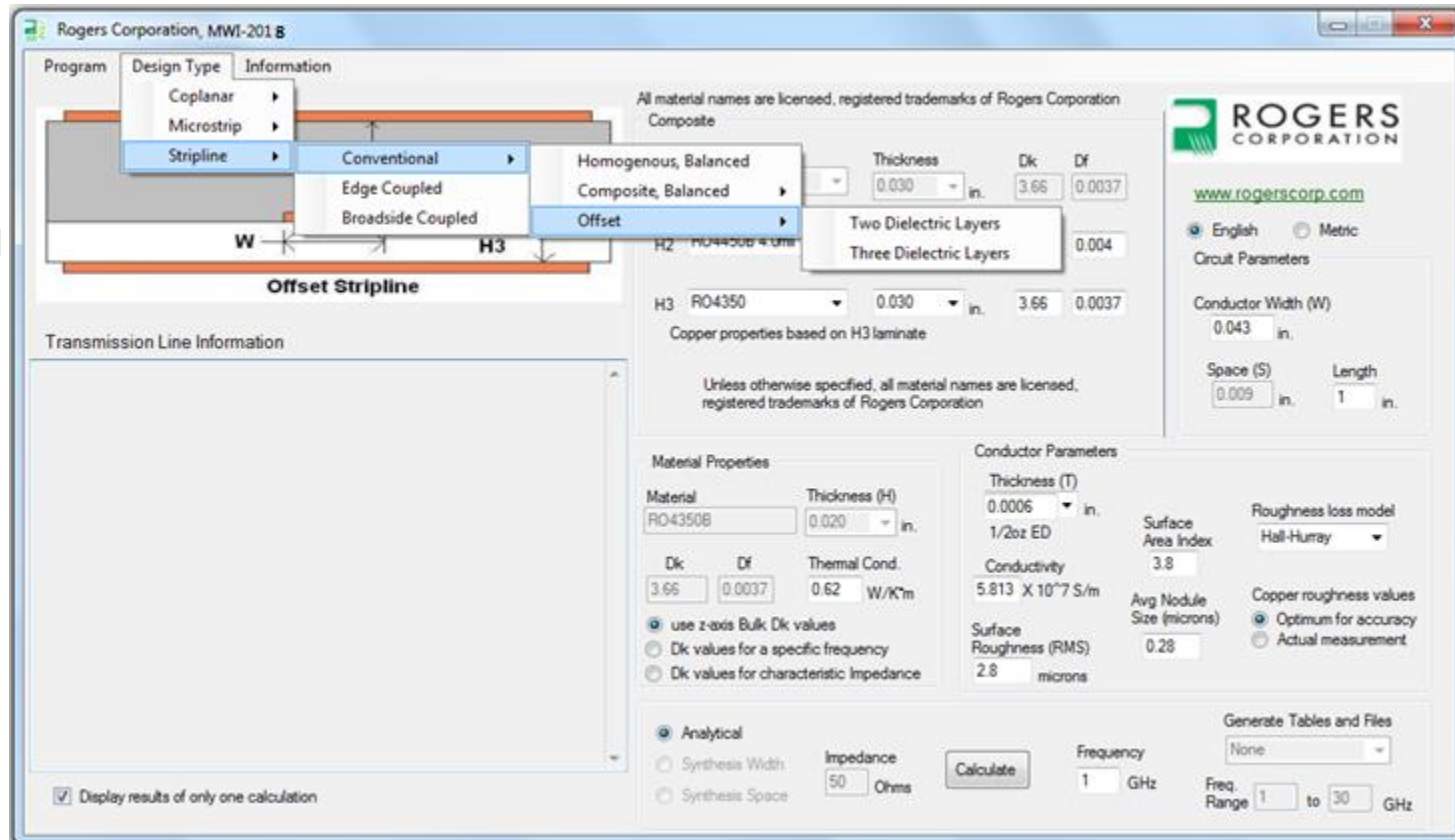 Rogers Corporation, MWI-2018
Program Design Type Information
Coplanar
Microstrip
Stripline
Conventional
Edge Coupled
Broadside Coupled
Homogenous, Balanced
Composite, Balanced
Offset
Two Dielectric Layers
Three Dielectric Layers
W
H3
Offset Stripline
Transmission Line Information
Display results of only one calculation
All material names are licensed, registered trademarks of Rogers Corporation
Composite
Thickness Dk Df
0.030 in. 3.66 0.0037
H2 RO4450B 4.0mil 0.004
H3 RO4350 0.030 in. 3.66 0.0037
Copper properties based on H3 laminate
Unless otherwise specified, all material names are licensed,
registered trademarks of Rogers Corporation
ROGERS
CORPORATION
www.rogerscorp.com
English Metric
Circuit Parameters
Conductor Width (W)
0.043 in.
Space (S) Length
0.009 in. 1 in.
Material Properties
Material Thickness (H)
RO4350B 0.020 in.
Dk Df Thermal Cond.
3.66 0.0037 0.62 W/K*m
use z-axis Bulk Dk values
Dk values for a specific frequency
Dk values for characteristic Impedance
Conductor Parameters
Thickness (T)
0.0006 in.
1/2oz ED
Conductivity
5.813 X 10^7 S/m
Surface
Roughness (RMS)
2.8 microns
Surface
Area Index
3.8
Avg Nodule
Size (microns)
0.28
Roughness loss model
Hall-Hurray
Copper roughness values
Optimum for accuracy
Actual measurement
Analytical
Synthesis Width
Synthesis Space
Impedance
50 Ohms
Calculate
Frequency
1 GHz
Generate Tables and Files
None
Freq.
Range 1 to 30 GHz